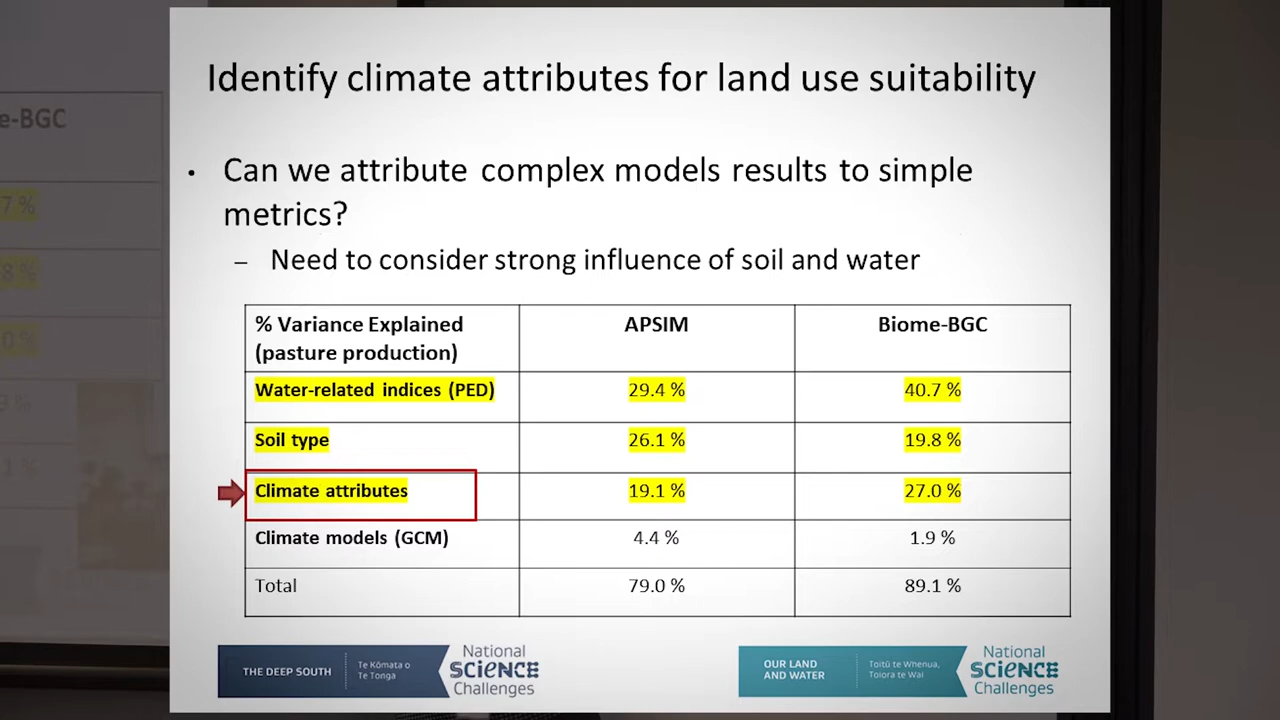 Identify climate attributes for land use suitability
• Can we attribute complex models results to simple
metrics?
– Need to consider strong influence of soil and water
% Variance Explained
(pasture production)
APSIM
Biome-BGC
Water-related indices (PED)
29.4 %
40.7 %
Soil type
26.1 %
19.8 %
Climate attributes
19.1 %
27.0 %
Climate models (GCM)
4.4 %
1.9 %
Total
79.0 %
89.1 %
THE DEEP SOUTH
Te Kōmata o
Te Tonga
National
SCiENCE
Challenges
OUR LAND
AND WATER
Toitū te Whenua,
Toiora te Wai
National
SCiENCE
Challenges
e-BGC
7 %
8 %
0 %